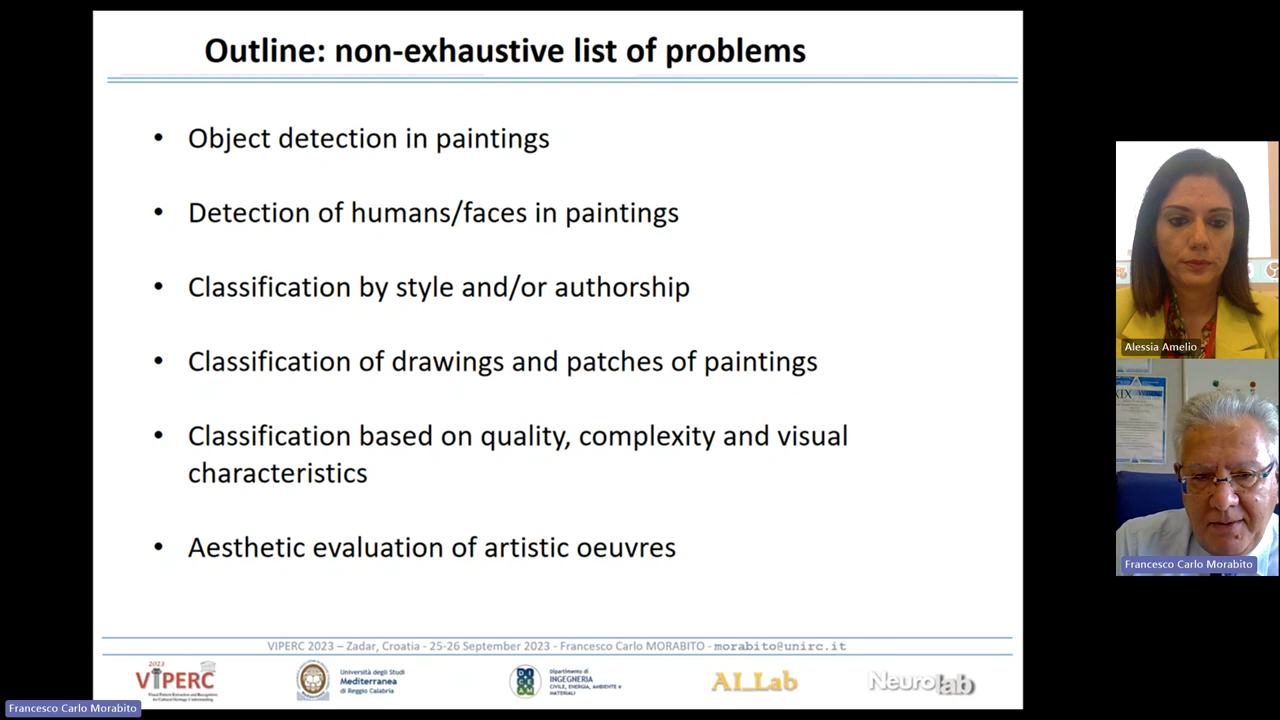 Outline: non-exhaustive list of problems
• Object detection in paintings
• Detection of humans/faces in paintings
• Classification by style and/or authorship
• Classification of drawings and patches of paintings
• Classification based on quality, complexity and visual
characteristics
• Aesthetic evaluation of artistic oeuvres
VIPERC 2023 – Zadar, Croatia - 25-26 September 2023 - Francesco Carlo MORABITO - morabito@unirc.it
2023
VIPERC
Visual Pattern Extraction and Recognition
for Cultural Heritage Understanding
Università degli Studi
Mediterranea
di Reggio Calabria
Dipartimento di
INGEGNERIA
CIVILE, ENERGIA, AMBIENTE e
MATERIALI
AI_Lab
Neurolab
Alessia Amelio
XIX
Francesco Carlo Morabito
Francesco Carlo Morabito